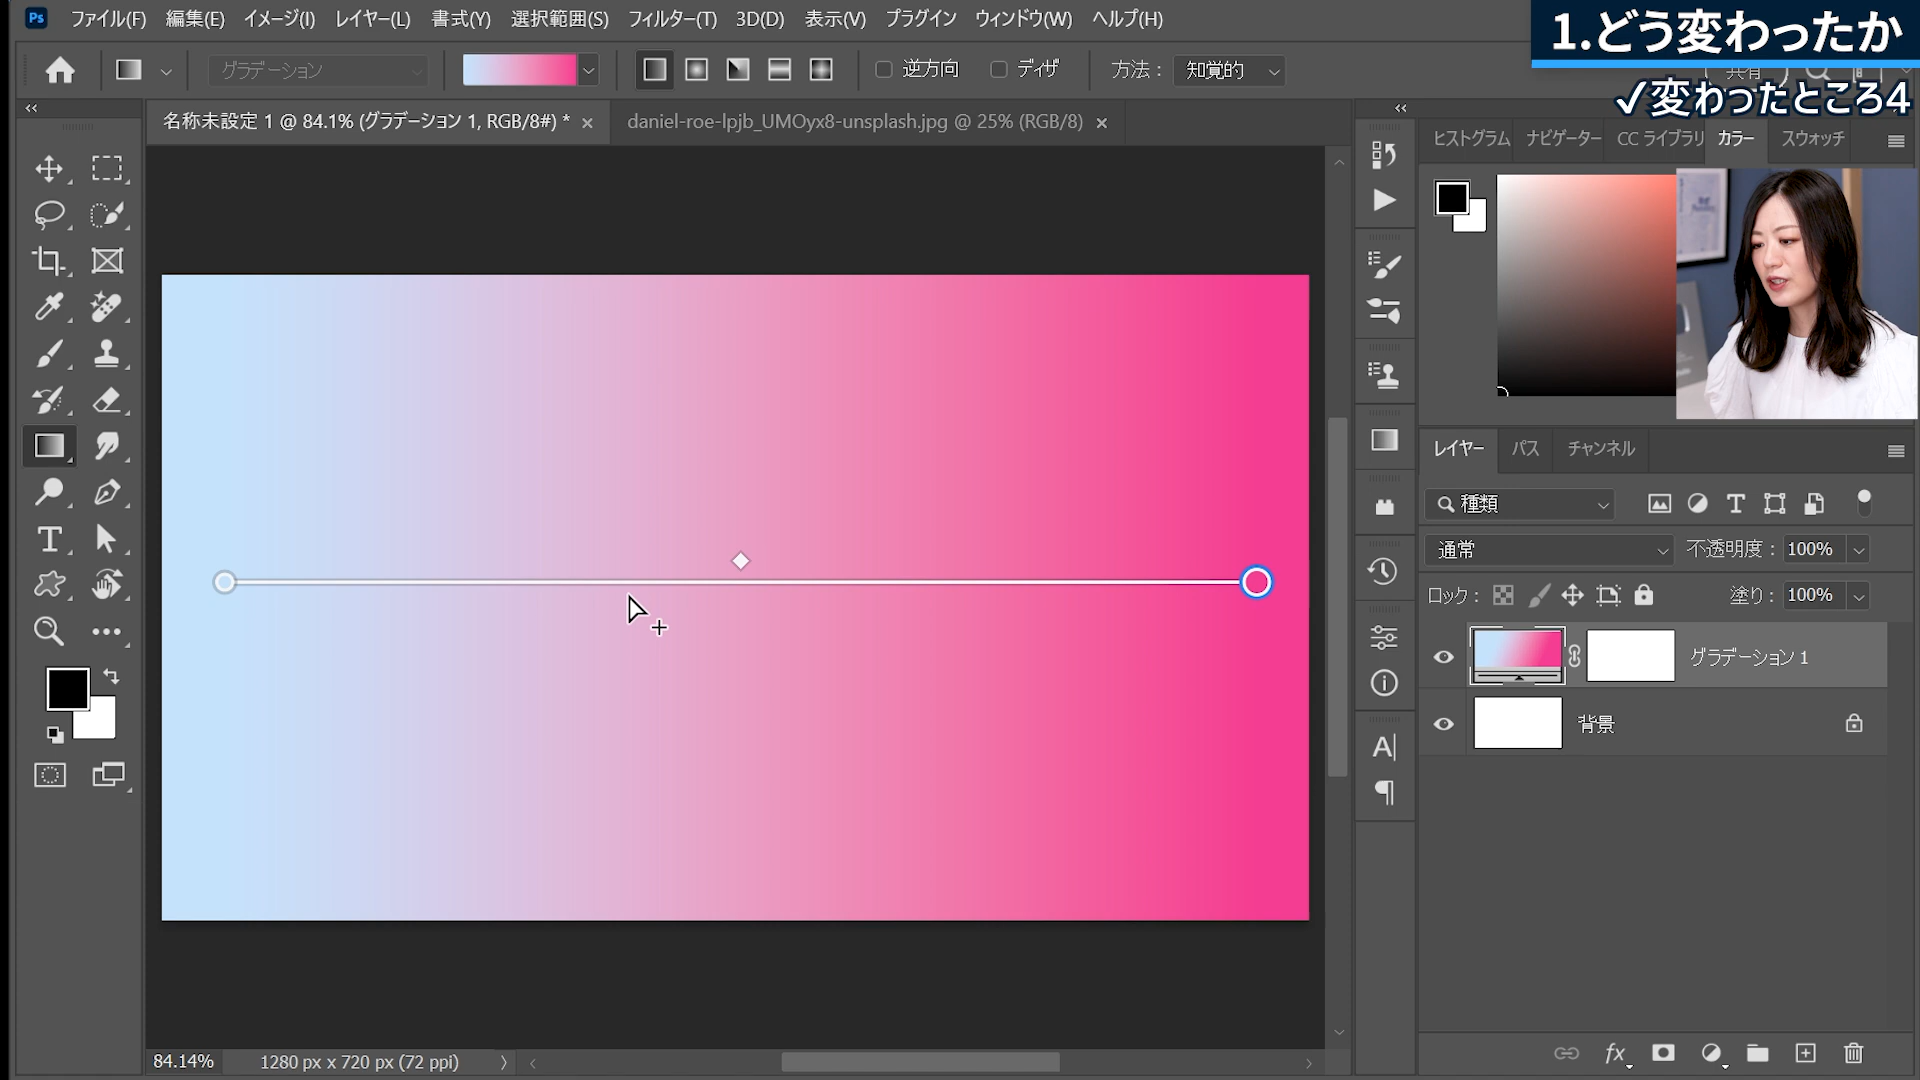 Ps ファイル(F) 編集(E) イメージ(I) レイヤー(L) 書式(Y) 選択範囲(S) フィルター(T) 3D(D) 表示(V) プラグイン ウィンドウ(W) ヘルプ(H)
1.どう変わったか
グラデーション
逆方向
ディザ
方法：
知覚的
共有
✓変わったところ4
名称未設定 1 @ 84.1% (グラデーション 1, RGB/8#) *
daniel-roe-lpjb_UMOyx8-unsplash.jpg @ 25% (RGB/8)
ヒストグラム
ナビゲーター
CC ライブラリ
カラー
スウォッチ
レイヤー
パス
チャンネル
種類
通常
不透明度：
100%
ロック：
塗り：
100%
グラデーション 1
背景
fx
84.14%
1280 px x 720 px (72 ppi)